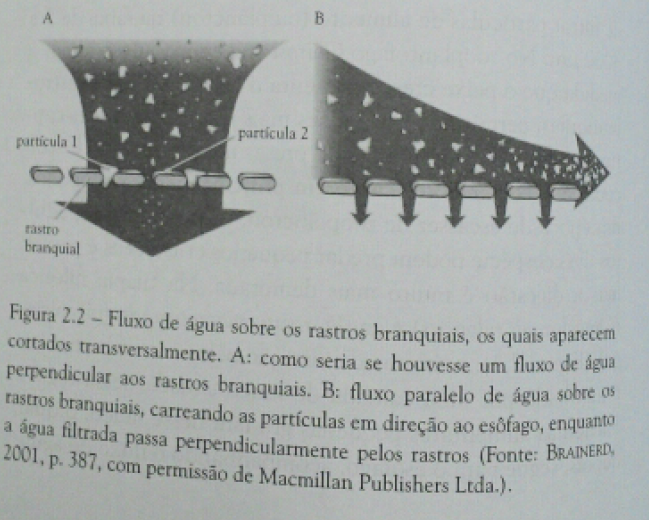 A
B
partícula 1
partícula 2
rastro
branquial
Figura 2.2 – Fluxo de água sobre os rastros branquiais, os quais aparecem
cortados transversalmente. A: como seria se houvesse um fluxo de água
perpendicular aos rastros branquiais. B: fluxo paralelo de água sobre os
rastros branquiais, carreando as partículas em direção ao esôfago, enquanto
a água filtrada passa perpendicularmente pelos rastros (Fonte: BRAINERD,
2001, p. 387, com permissão de Macmillan Publishers Ltda.).